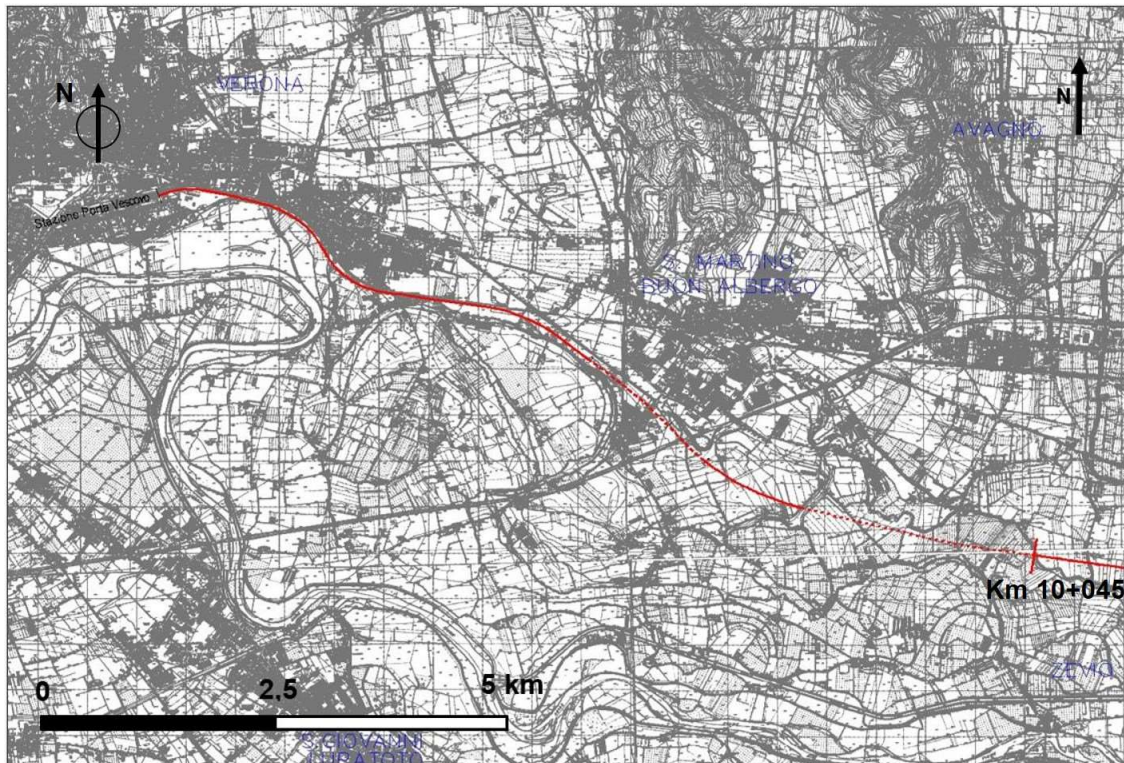 VERONA
N
N
AVAGNO
Stazione Porta Vescovo
S. MARTINO
BUON ALBERGO
Km 10+045
ZEVIO
0 2,5 5 km
S.GIOVANNI
LUPATOTO